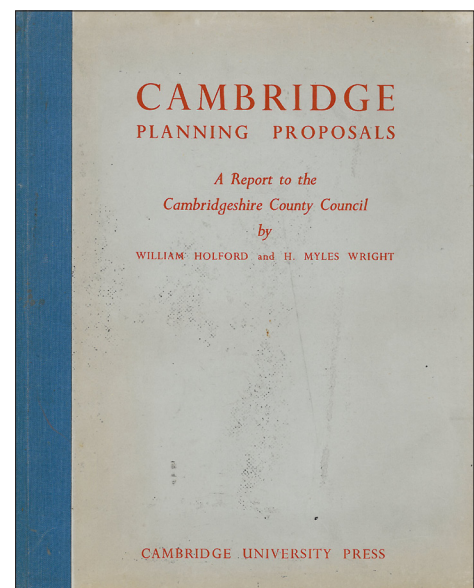 CAMBRIDGE
PLANNING PROPOSALS
A Report to the
Cambridgeshire County Council
by
WILLIAM HOLFORD and H. MYLES WRIGHT
CAMBRIDGE UNIVERSITY PRESS